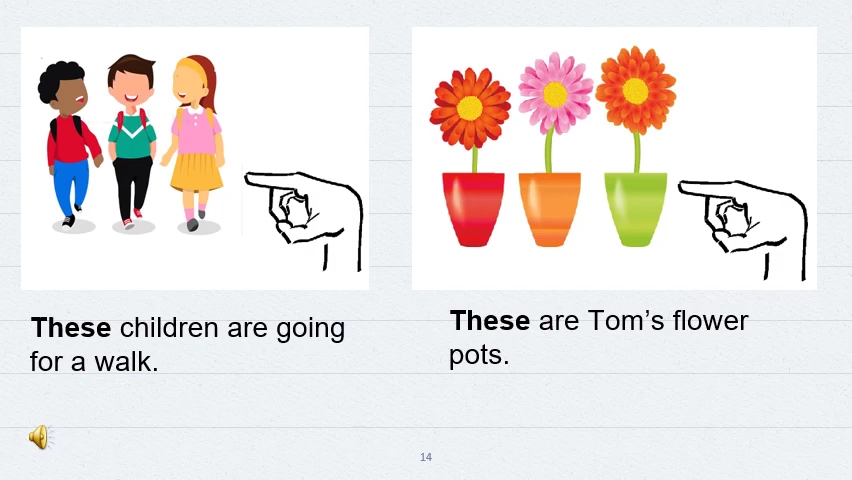 These children are going
for a walk.
These are Tom’s flower
pots.
14